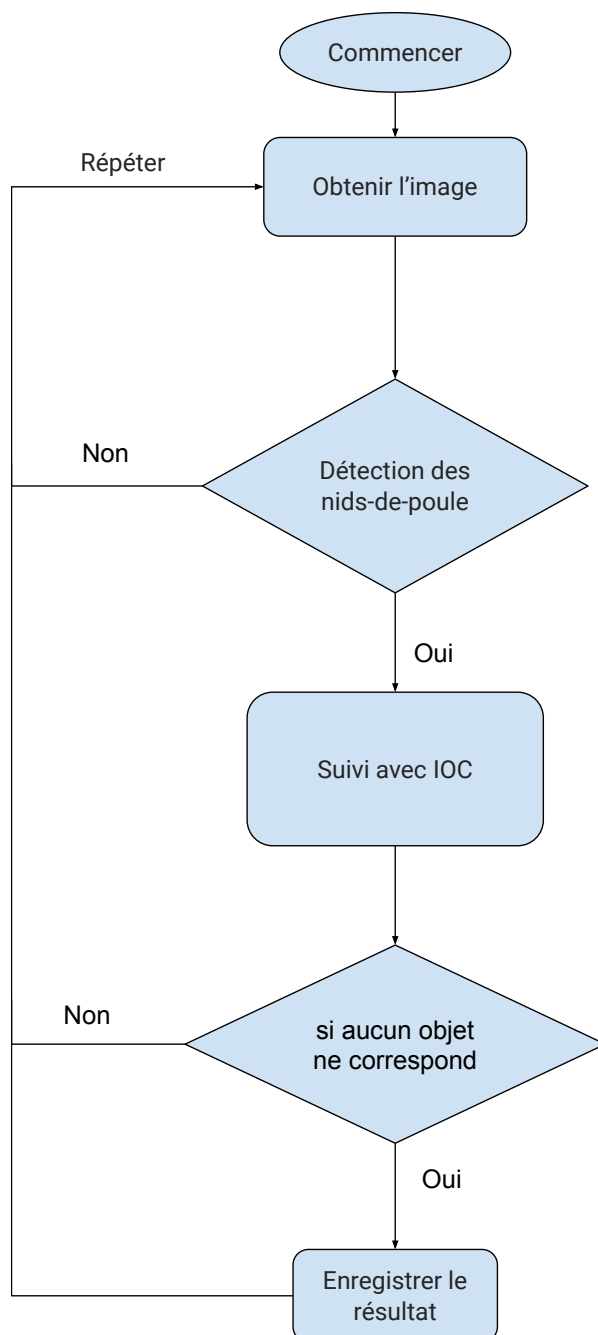 Commencer
Répéter
Obtenir l'image
Non
Détection des
nids-de-poule
Oui
Suivi avec IOC
Non
si aucun objet
ne correspond
Oui
Enregistrer le
résultat